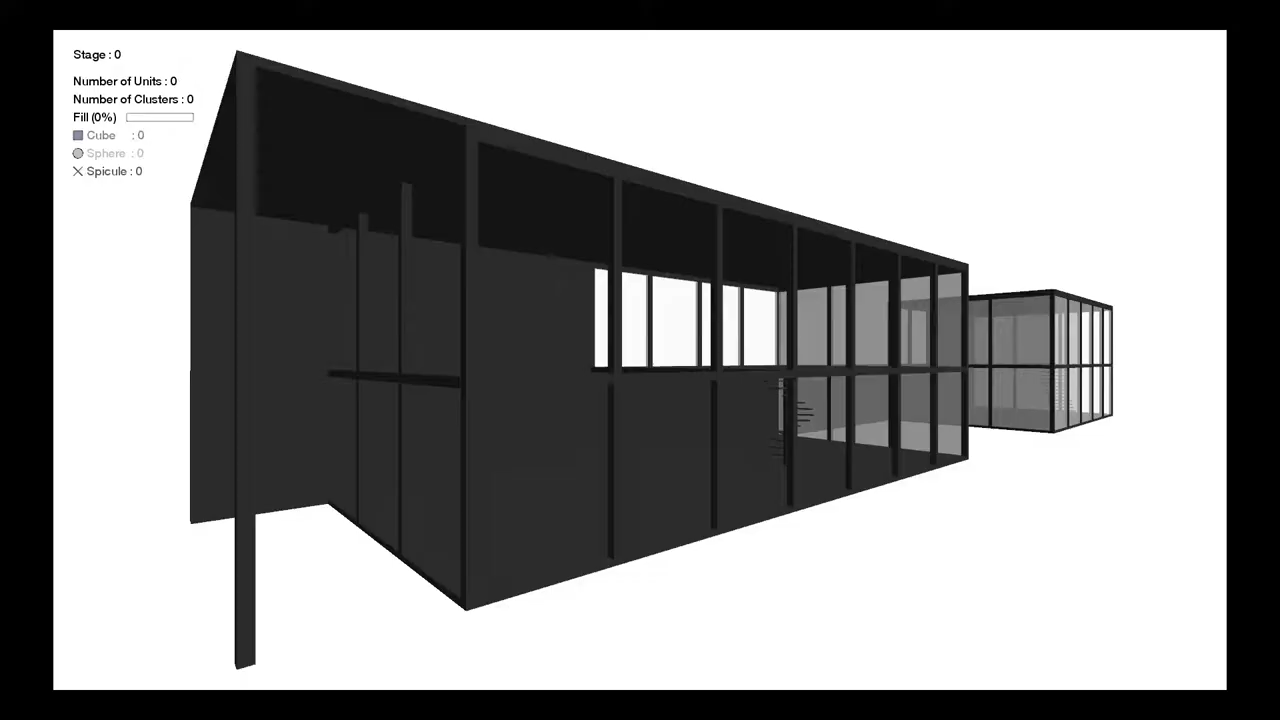 Stage : 0
Number of Units : 0
Number of Clusters : 0
Fill (0%)
Cube : 0
Sphere : 0
Spicule : 0